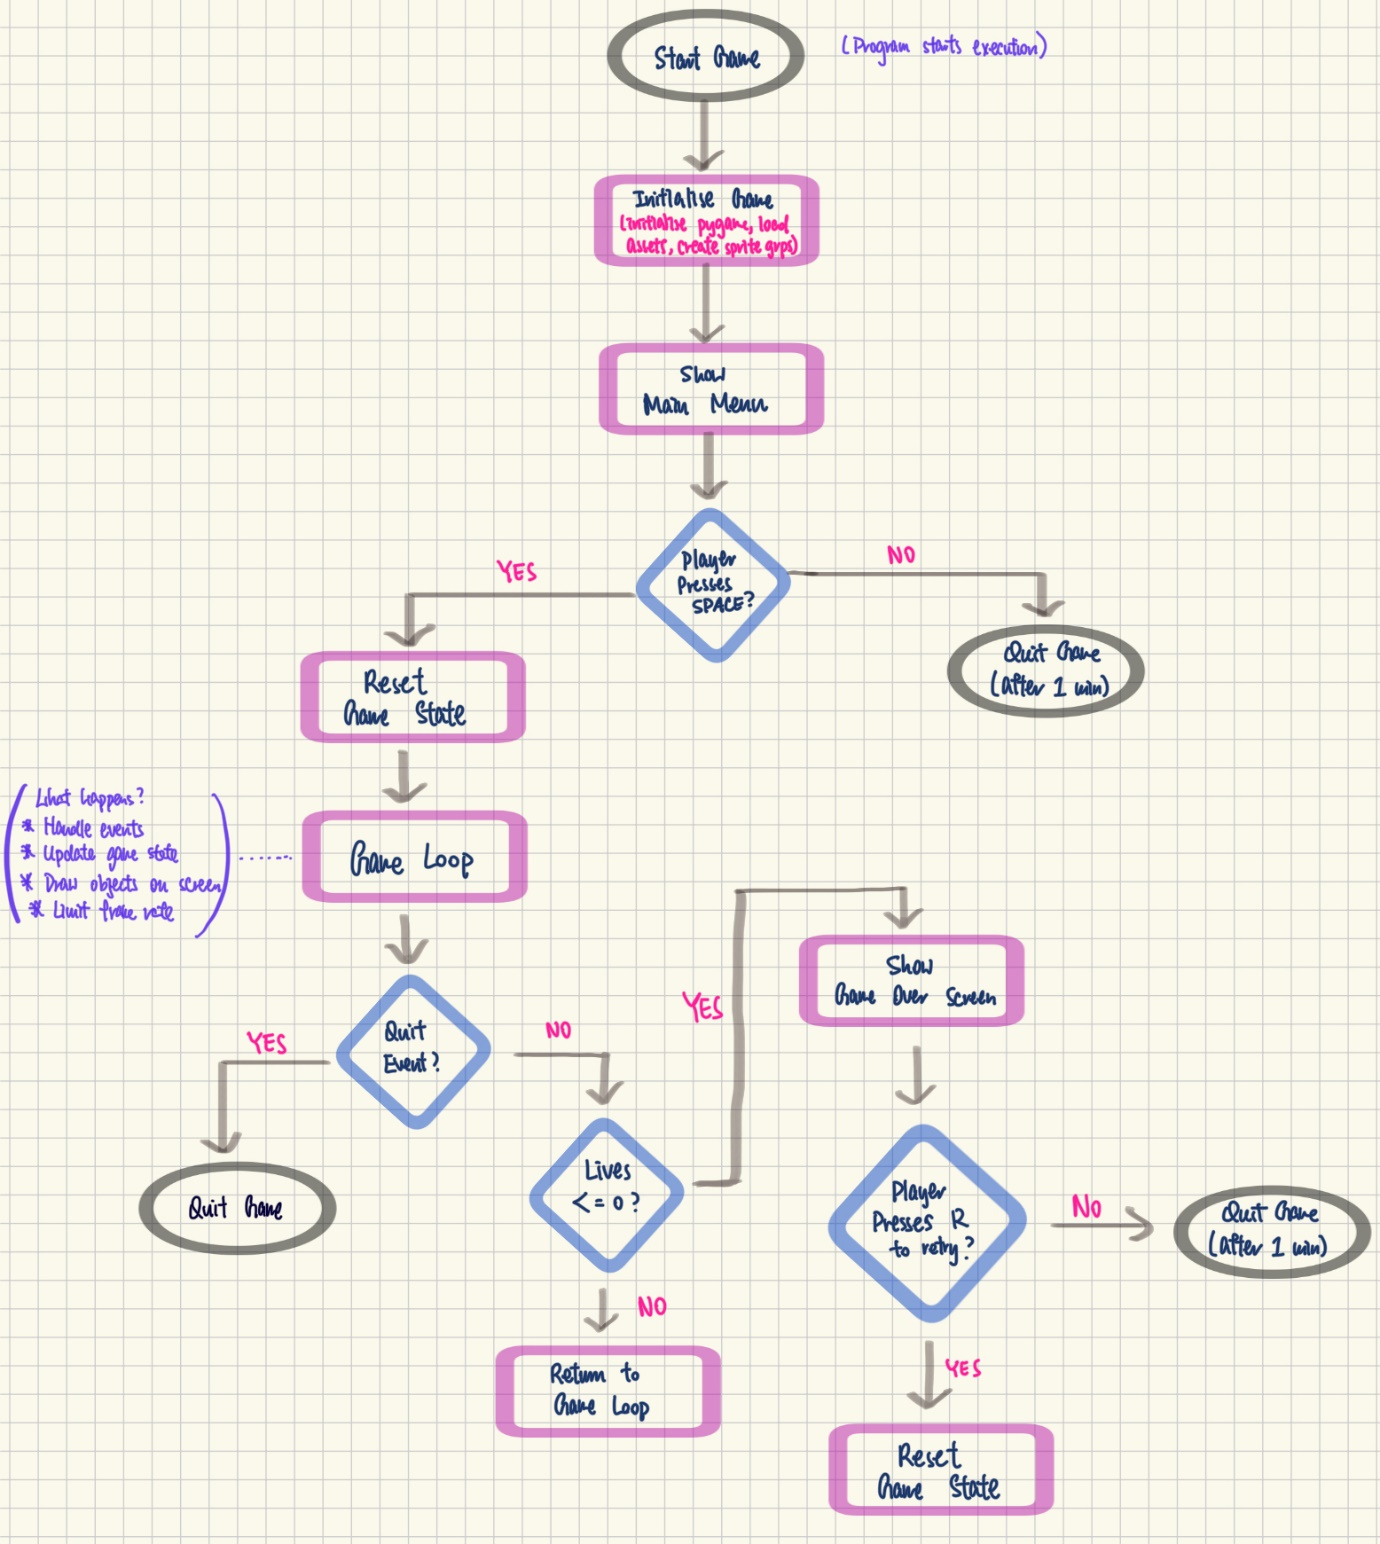 Start Game
(Program starts execution)
Initialise Game
(initialise pygame, load
assets, create sprite grps)
Show
Main Menu
Player
Presses
SPACE?
YES
NO
Quit Game
(after 1 min)
Reset
Game State
What happens?
* Handle events
* Update game state
* Draw objects on screen
* Limit frame rate
Game Loop
Quit
Event?
YES
NO
Quit Game
Lives
<= 0 ?
YES
NO
Return to
Game Loop
Show
Game Over Screen
Player
Presses R
to retry?
No
Quit Game
(after 1 min)
YES
Reset
Game State